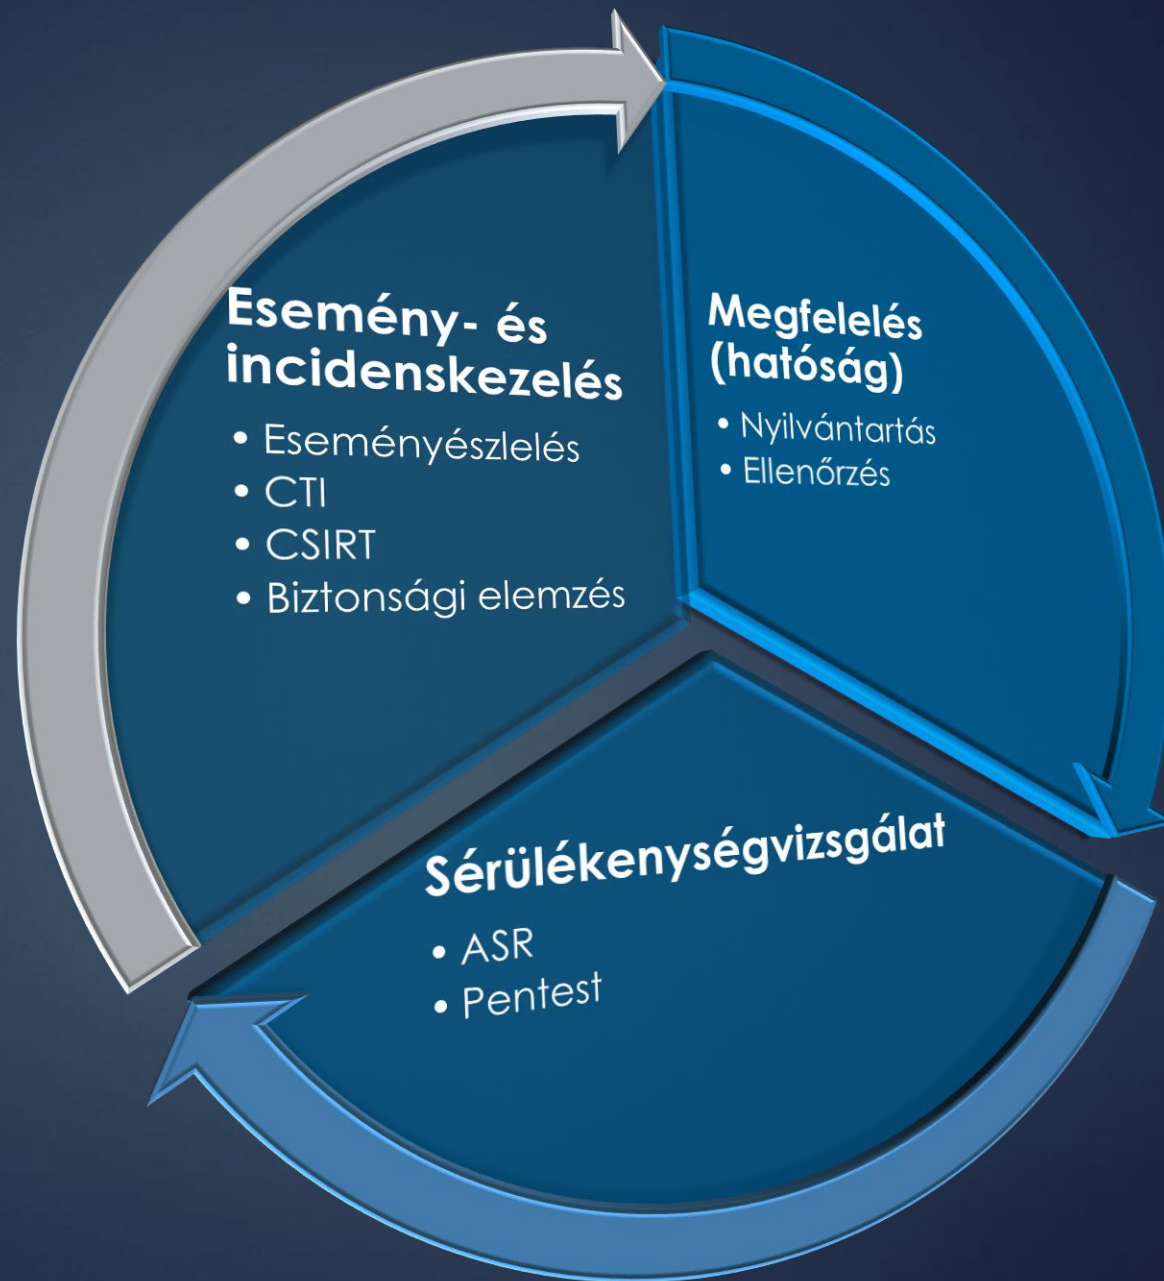 Esemény- és
incidenskezelés
• Eseményészlelés
• CTI
• CSIRT
• Biztonsági elemzés
Megfelelés
(hatóság)
• Nyilvántartás
• Ellenőrzés
Sérülékenységvizsgálat
• ASR
• Pentest